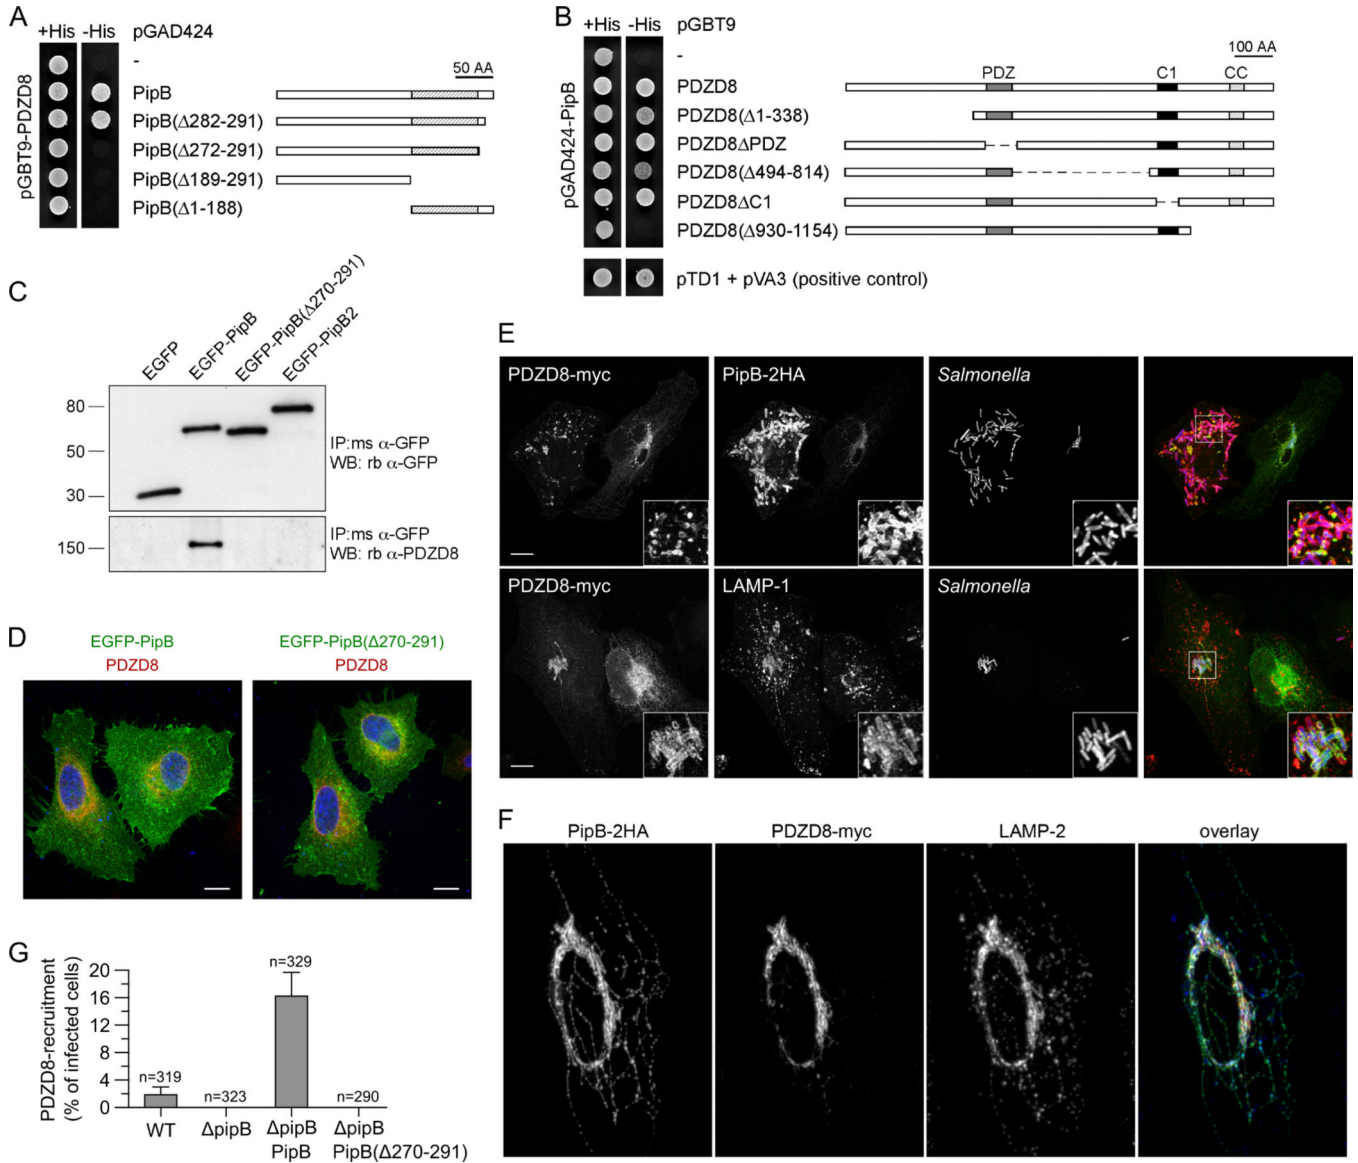 A
+His -His pGAD424
pGBT9-PDZD8
-
50 AA
PipB
PipB(Δ282-291)
PipB(Δ272-291)
PipB(Δ189-291)
PipB(Δ1-188)
B
+His -His pGBT9
pGAD424-PipB
-
100 AA
PDZ C1 CC
PDZD8
PDZD8(Δ1-338)
PDZD8ΔPDZ
PDZD8(Δ494-814)
PDZD8ΔC1
PDZD8(Δ930-1154)
pTD1 + pVA3 (positive control)
C
EGFP
EGFP-PipB
EGFP-PipB(Δ270-291)
EGFP-PipB2
80
50
30
IP:ms α-GFP
WB: rb α-GFP
150
IP:ms α-GFP
WB: rb α-PDZD8
D
EGFP-PipB
PDZD8
EGFP-PipB(Δ270-291)
PDZD8
E
PDZD8-myc PipB-2HA Salmonella
PDZD8-myc LAMP-1 Salmonella
F
PipB-2HA PDZD8-myc LAMP-2 overlay
G
PDZD8-recruitment
(% of infected cells)
20
16
12
8
4
0
n=319
n=323
n=329
n=290
WT
ΔpipB
ΔpipB
PipB
ΔpipB
PipB(Δ270-291)